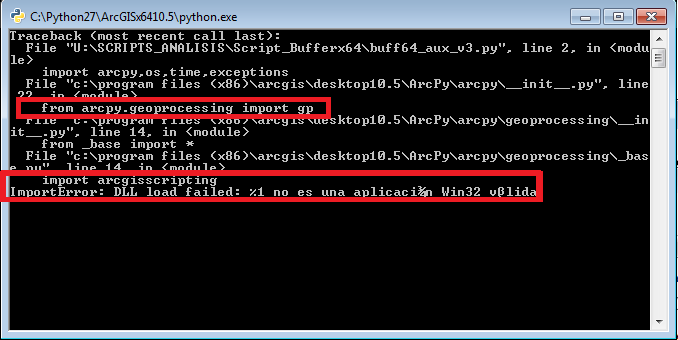 C:\Python27\ArcGISx6410.5\python.exe
Traceback (most recent call last):
File "U:\SCRIPTS_ANALISIS\Script_Bufferx64\buff64_aux_v3.py", line 2, in <modu
le>
import arcpy,os,time,exceptions
File "c:\program files (x86)\arcgis\desktop10.5\ArcPy\arcpy\__init__.py", line
22, in <module>
from arcpy.geoprocessing import gp
File "c:\program files (x86)\arcgis\desktop10.5\ArcPy\arcpy\geoprocessing\__in
it__.py", line 14, in <module>
from _base import *
File "c:\program files (x86)\arcgis\desktop10.5\ArcPy\arcpy\geoprocessing\_bas
e.py", line 14, in <module>
import arcgisscripting
ImportError: DLL load failed: %1 no es una aplicaci¾n Win32 vßlida